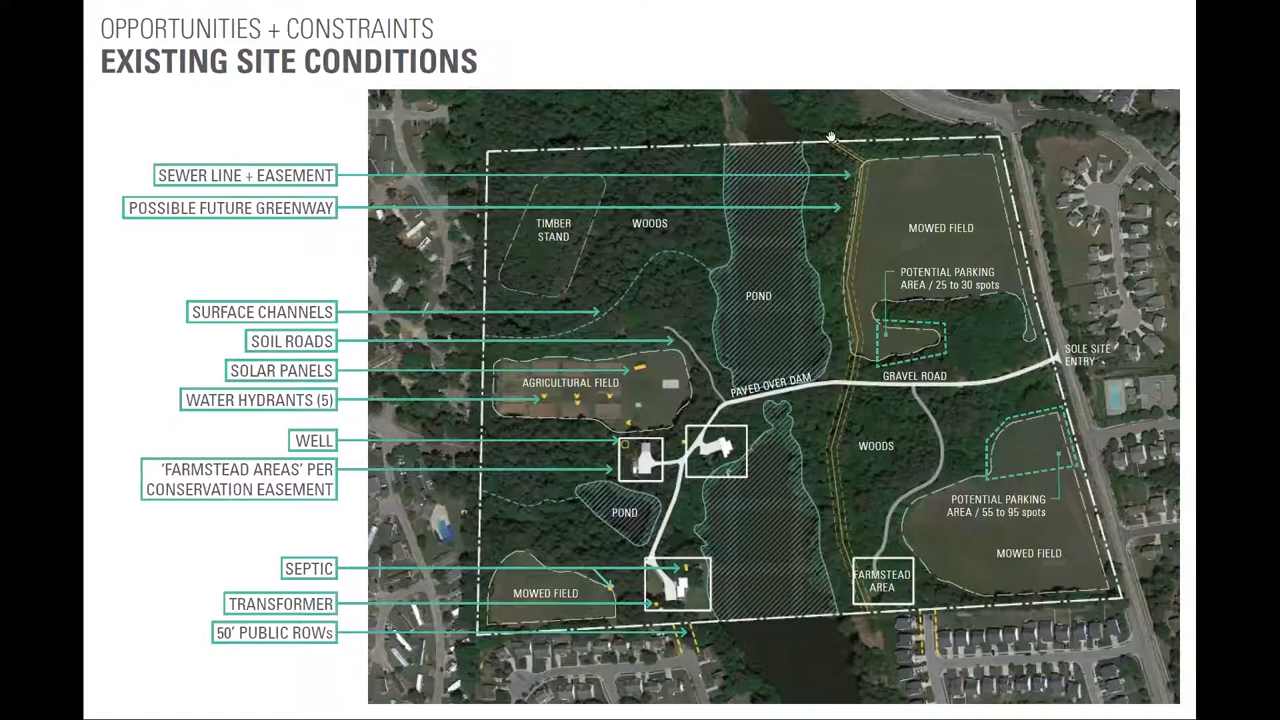 OPPORTUNITIES + CONSTRAINTS
EXISTING SITE CONDITIONS
SEWER LINE + EASEMENT
POSSIBLE FUTURE GREENWAY
SURFACE CHANNELS
SOIL ROADS
SOLAR PANELS
WATER HYDRANTS (5)
WELL
'FARMSTEAD AREAS' PER
CONSERVATION EASEMENT
SEPTIC
TRANSFORMER
50' PUBLIC ROWs
TIMBER
STAND
WOODS
POND
MOWED FIELD
POTENTIAL PARKING
AREA / 25 to 30 spots
SOLE SITE
ENTRY
AGRICULTURAL FIELD
PAVED OVER DAM
GRAVEL ROAD
WOODS
POND
POTENTIAL PARKING
AREA / 55 to 95 spots
MOWED FIELD
MOWED FIELD
FARMSTEAD
AREA